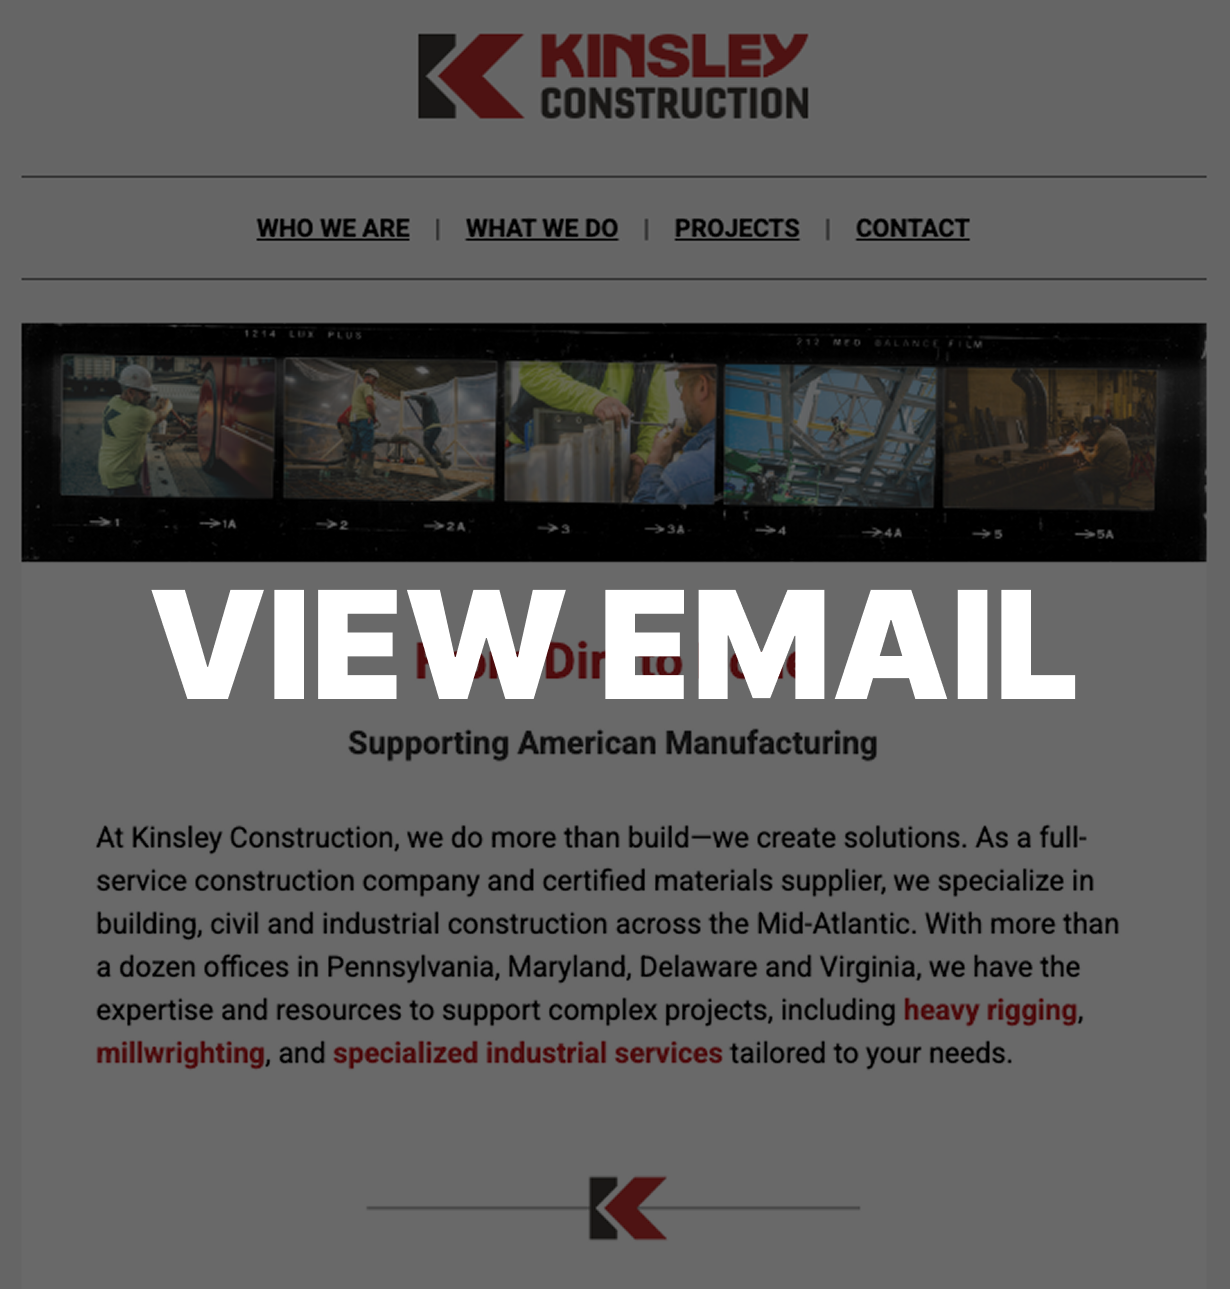 KINSLEY
CONSTRUCTION
WHO WE ARE | WHAT WE DO | PROJECTS | CONTACT
1214 LUX PLUS
212 MED BALANCE FILM
1 1A 2 2A 3 3A 4 4A 5 5A
VIEW EMAIL
to
Supporting American Manufacturing
At Kinsley Construction, we do more than build—we create solutions. As a full-
service construction company and certified materials supplier, we specialize in
building, civil and industrial construction across the Mid-Atlantic. With more than
a dozen offices in Pennsylvania, Maryland, Delaware and Virginia, we have the
expertise and resources to support complex projects, including heavy rigging,
millwrighting, and specialized industrial services tailored to your needs.